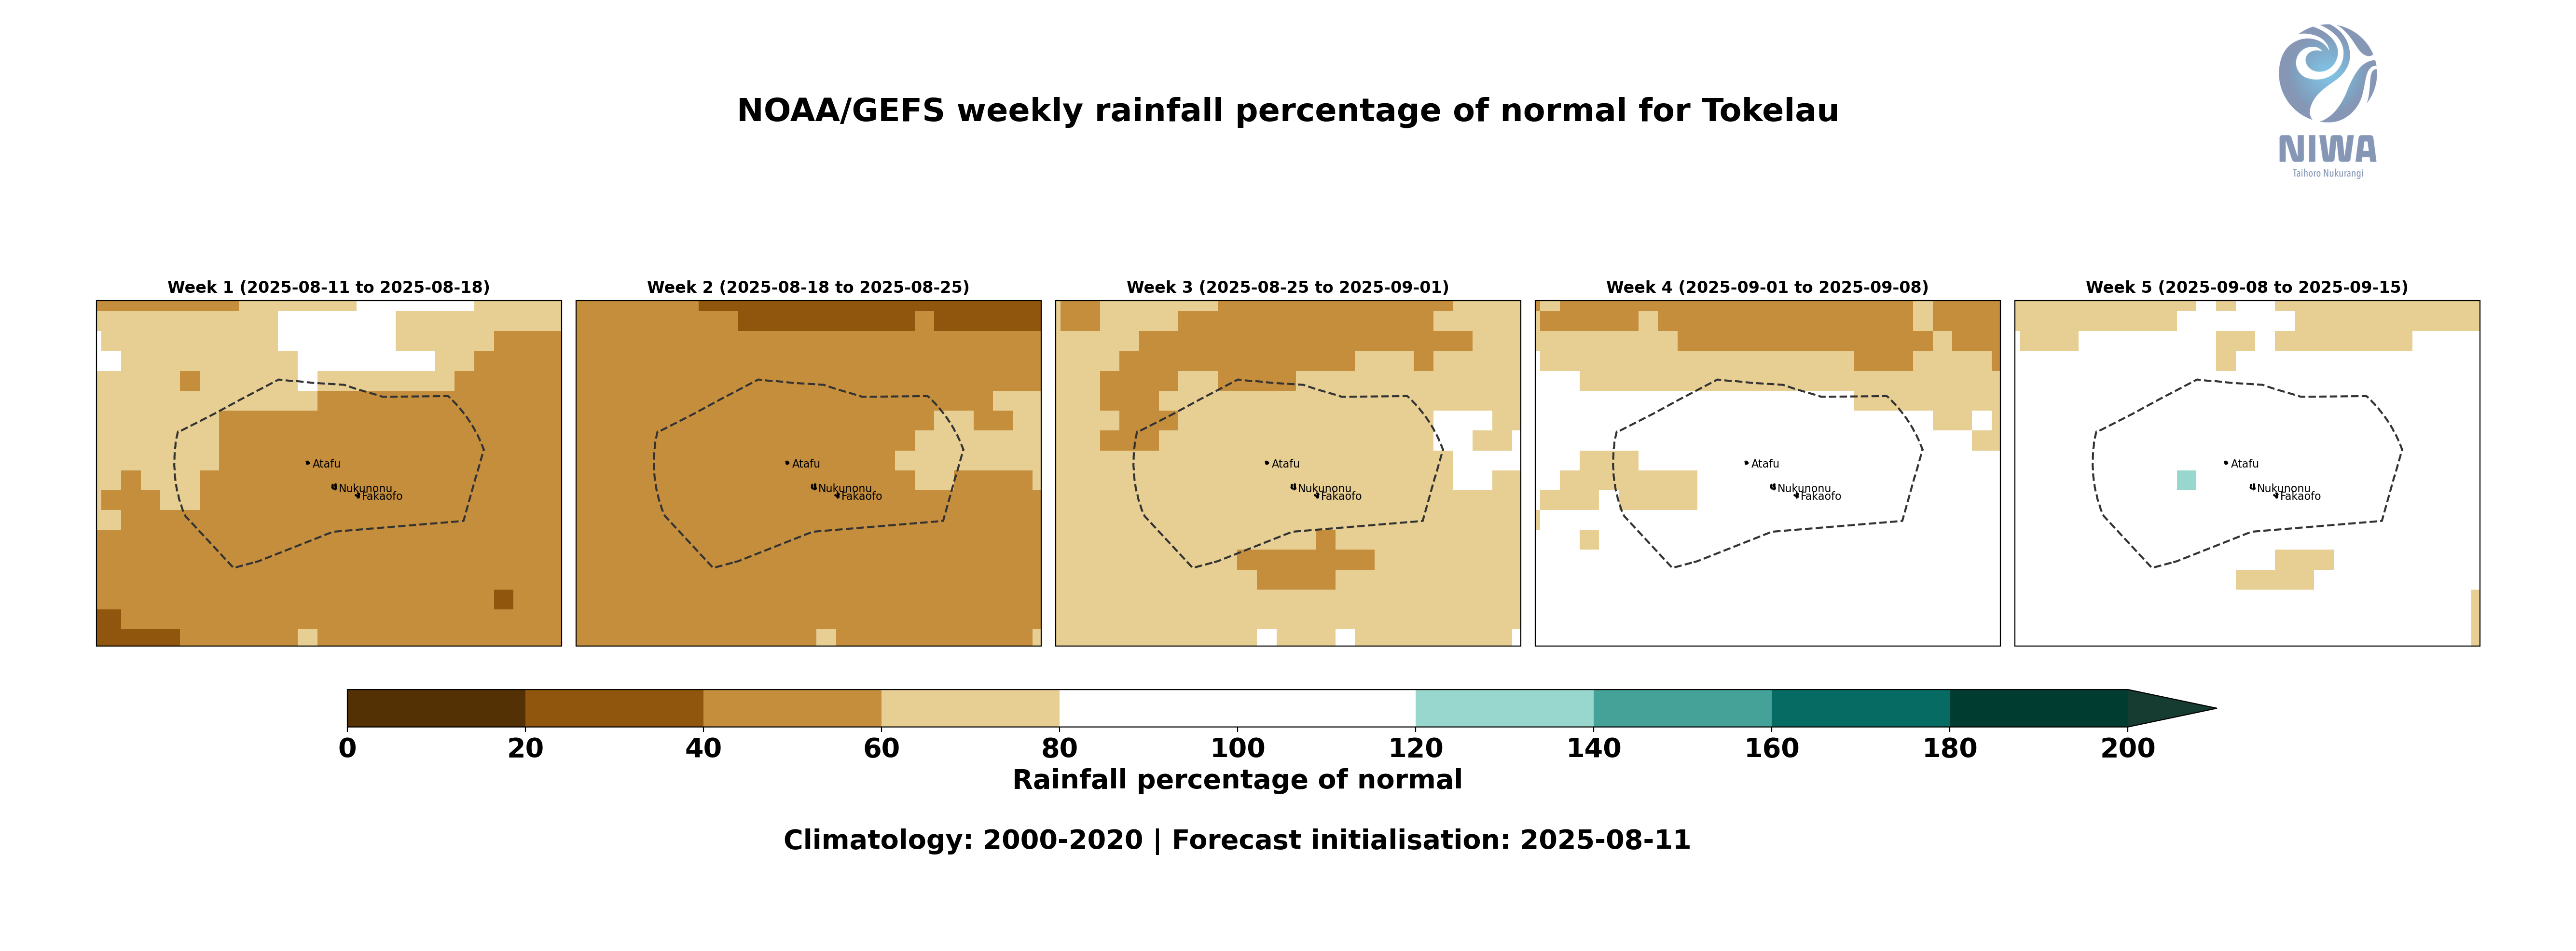 NOAA/GEFS weekly rainfall percentage of normal for Tokelau
NIWA
Taihoro Nukurangi
Week 1 (2025-08-11 to 2025-08-18)
Week 2 (2025-08-18 to 2025-08-25)
Week 3 (2025-08-25 to 2025-09-01)
Week 4 (2025-09-01 to 2025-09-08)
Week 5 (2025-09-08 to 2025-09-15)
Atafu
Nukunonu
Fakaofo
Atafu
Nukunonu
Fakaofo
Atafu
Nukunonu
Fakaofo
Atafu
Nukunonu
Fakaofo
Atafu
Nukunonu
Fakaofo
0 20 40 60 80 100 120 140 160 180 200
Rainfall percentage of normal
Climatology: 2000-2020 | Forecast initialisation: 2025-08-11